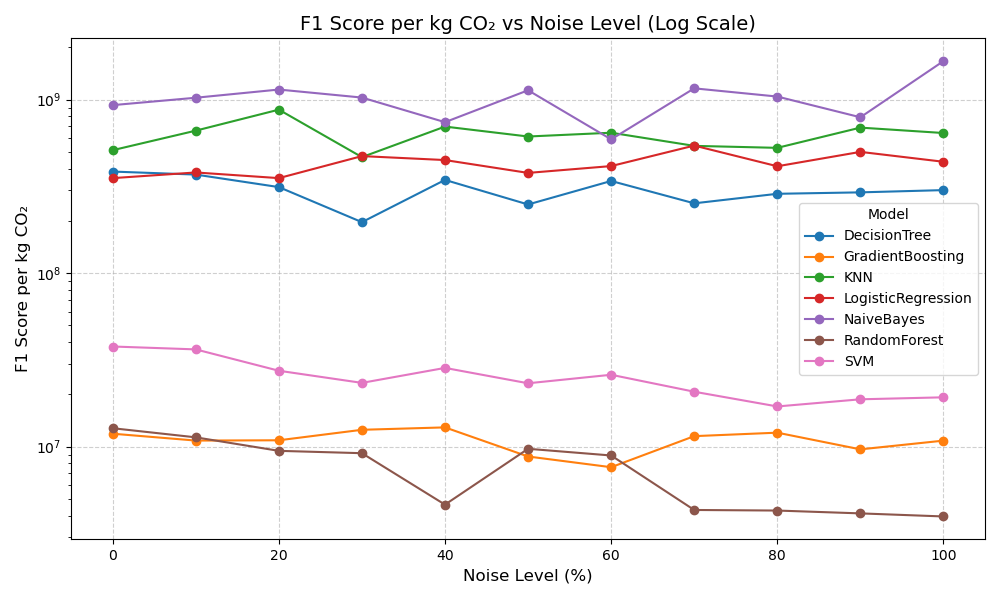 F1 Score per kg CO₂ vs Noise Level (Log Scale)
F1 Score per kg CO₂
10⁹
10⁸
10⁷
Model
DecisionTree
GradientBoosting
KNN
LogisticRegression
NaiveBayes
RandomForest
SVM
0 20 40 60 80 100
Noise Level (%)